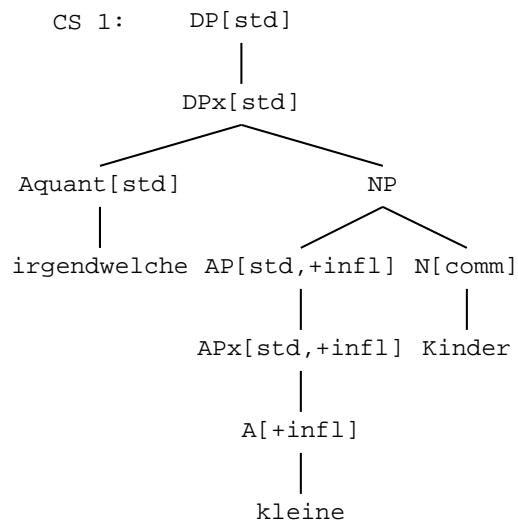 CS 1: DP[std]
DPx[std]
Aquant[std] NP
irgendwelche AP[std,+infl] N[comm]
APx[std,+infl] Kinder
A[+infl]
kleine